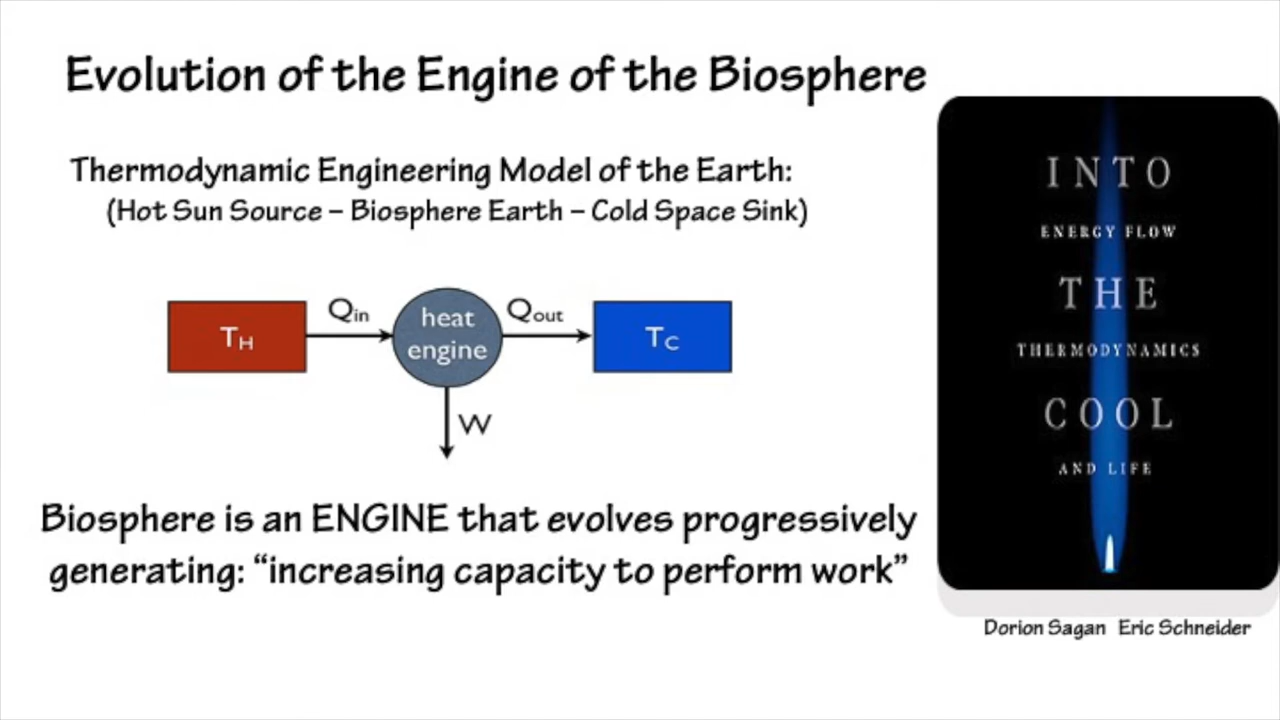 Evolution of the Engine of the Biosphere
Thermodynamic Engineering Model of the Earth:
(Hot Sun Source – Biosphere Earth – Cold Space Sink)
TH
Qin
heat
engine
Qout
TC
W
Biosphere is an ENGINE that evolves progressively
generating: “increasing capacity to perform work”
INTO
ENERGY FLOW
THE
THERMODYNAMICS
COOL
AND LIFE
Dorion Sagan Eric Schneider